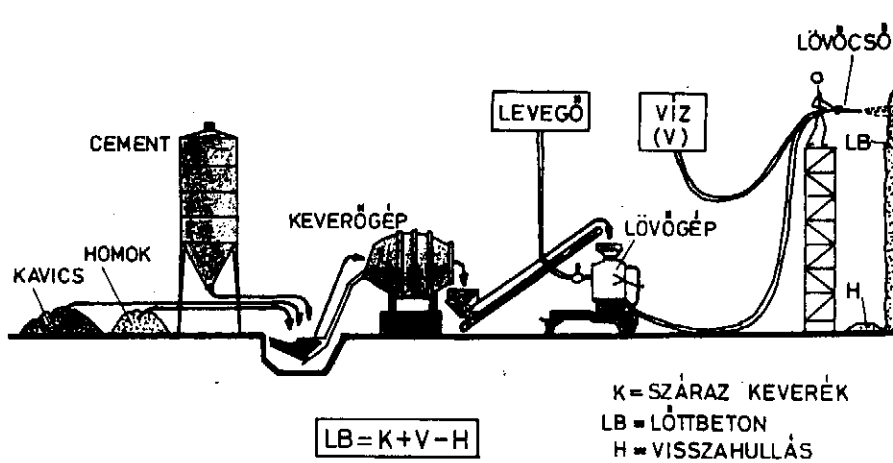 LÖVŐCSŐ
LEVEGŐ
VÍZ
(V)
CEMENT
LB
KEVERŐGÉP
LÖVŐGÉP
HOMOK
KAVICS
H
K=SZÁRAZ KEVERÉK
LB=LŐTTBETON
LB=K+V-H
H=VISSZAHULLÁS